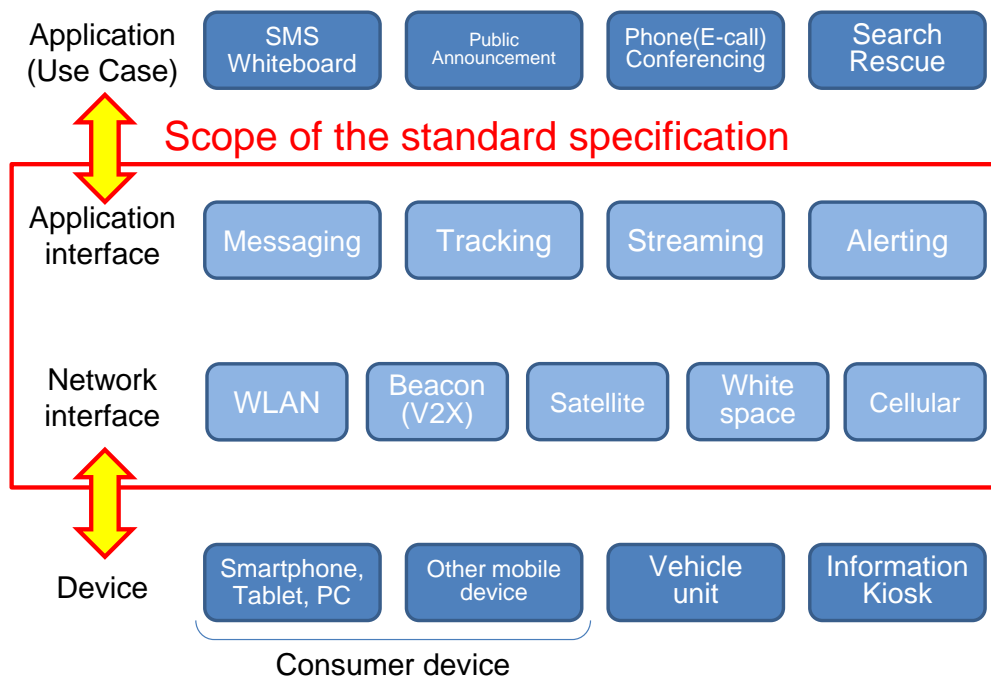 Application
(Use Case)
SMS
Whiteboard
Public
Announcement
Phone(E-call)
Conferencing
Search
Rescue
Scope of the standard specification
Application
interface
Messaging
Tracking
Streaming
Alerting
Network
interface
WLAN
Beacon
(V2X)
Satellite
White
space
Cellular
Device
Smartphone,
Tablet, PC
Other mobile
device
Vehicle
unit
Information
Kiosk
Consumer device